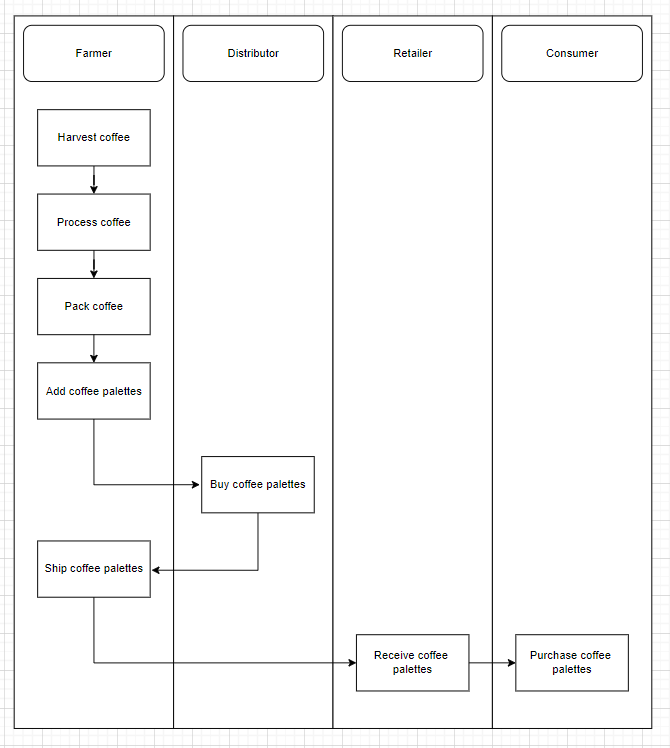 Farmer
Distributor
Retailer
Consumer
Harvest coffee
Process coffee
Pack coffee
Add coffee palettes
Buy coffee palettes
Ship coffee palettes
Receive coffee
palettes
Purchase coffee
palettes